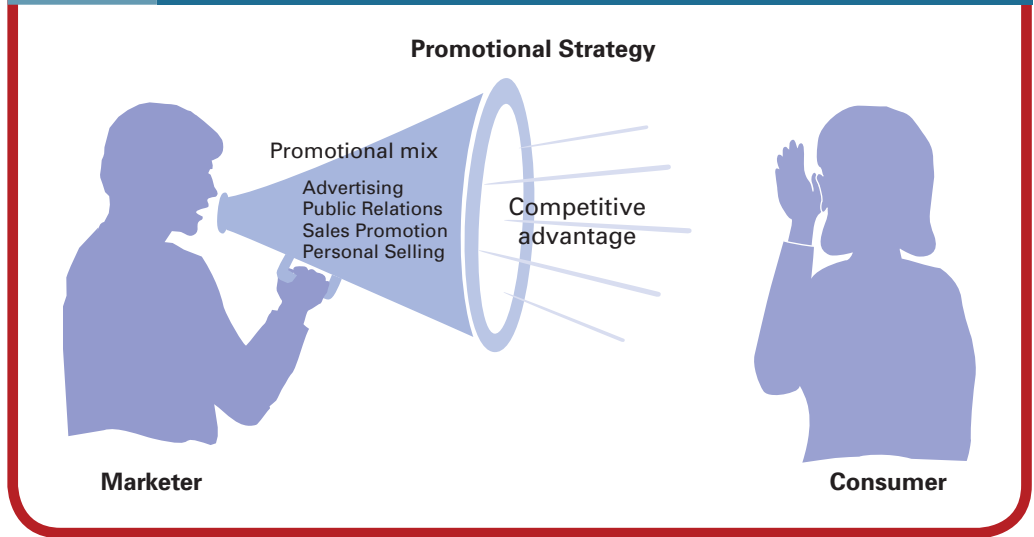 Promotional Strategy
Promotional mix
Advertising
Public Relations
Sales Promotion
Personal Selling
Competitive
advantage
Marketer
Consumer